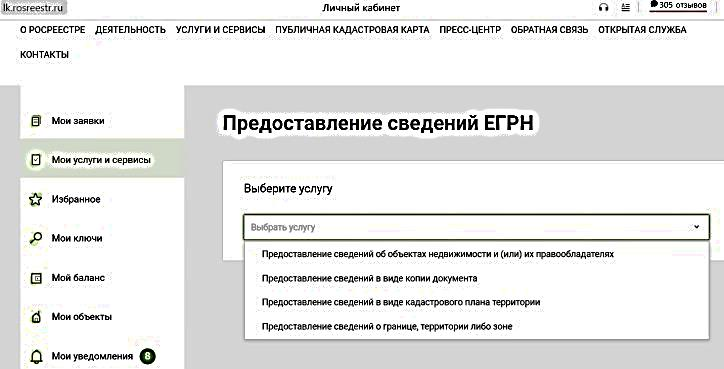 lk.rosreestr.ru
Личный кабинет
305 отзывов
О РОСРЕЕСТРЕ ДЕЯТЕЛЬНОСТЬ УСЛУГИ И СЕРВИСЫ ПУБЛИЧНАЯ КАДАСТРОВАЯ КАРТА ПРЕСС-ЦЕНТР ОБРАТНАЯ СВЯЗЬ ОТКРЫТАЯ СЛУЖБА
КОНТАКТЫ
Мои заявки
Мои услуги и сервисы
Избранное
Мои ключи
Мой баланс
Мои объекты
Мои уведомления 8
Предоставление сведений ЕГРН
Выберите услугу
Выбрать услугу
Предоставление сведений об объектах недвижимости и (или) их правообладателях
Предоставление сведений в виде копии документа
Предоставление сведений в виде кадастрового плана территории
Предоставление сведений о границе, территории либо зоне